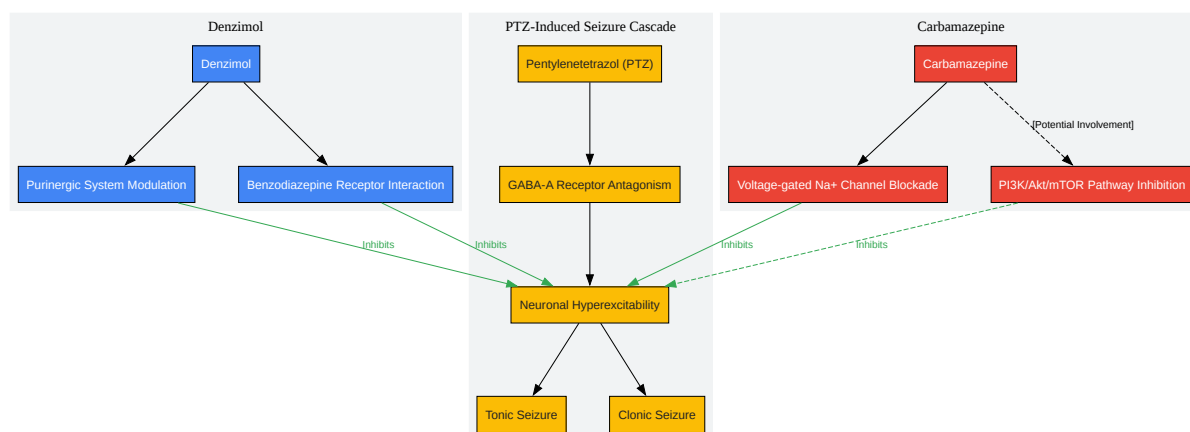 Denzimol
PTZ-Induced Seizure Cascade
Carbamazepine
Denzimol
Pentylenetetrazol (PTZ)
Carbamazepine
[Potential Involvement]
Purinergic System Modulation
Benzodiazepine Receptor Interaction
GABA-A Receptor Antagonism
Voltage-gated Na+ Channel Blockade
PI3K/Akt/mTOR Pathway Inhibition
Inhibits
Inhibits
Inhibits
Inhibits
Neuronal Hyperexcitability
Tonic Seizure
Clonic Seizure